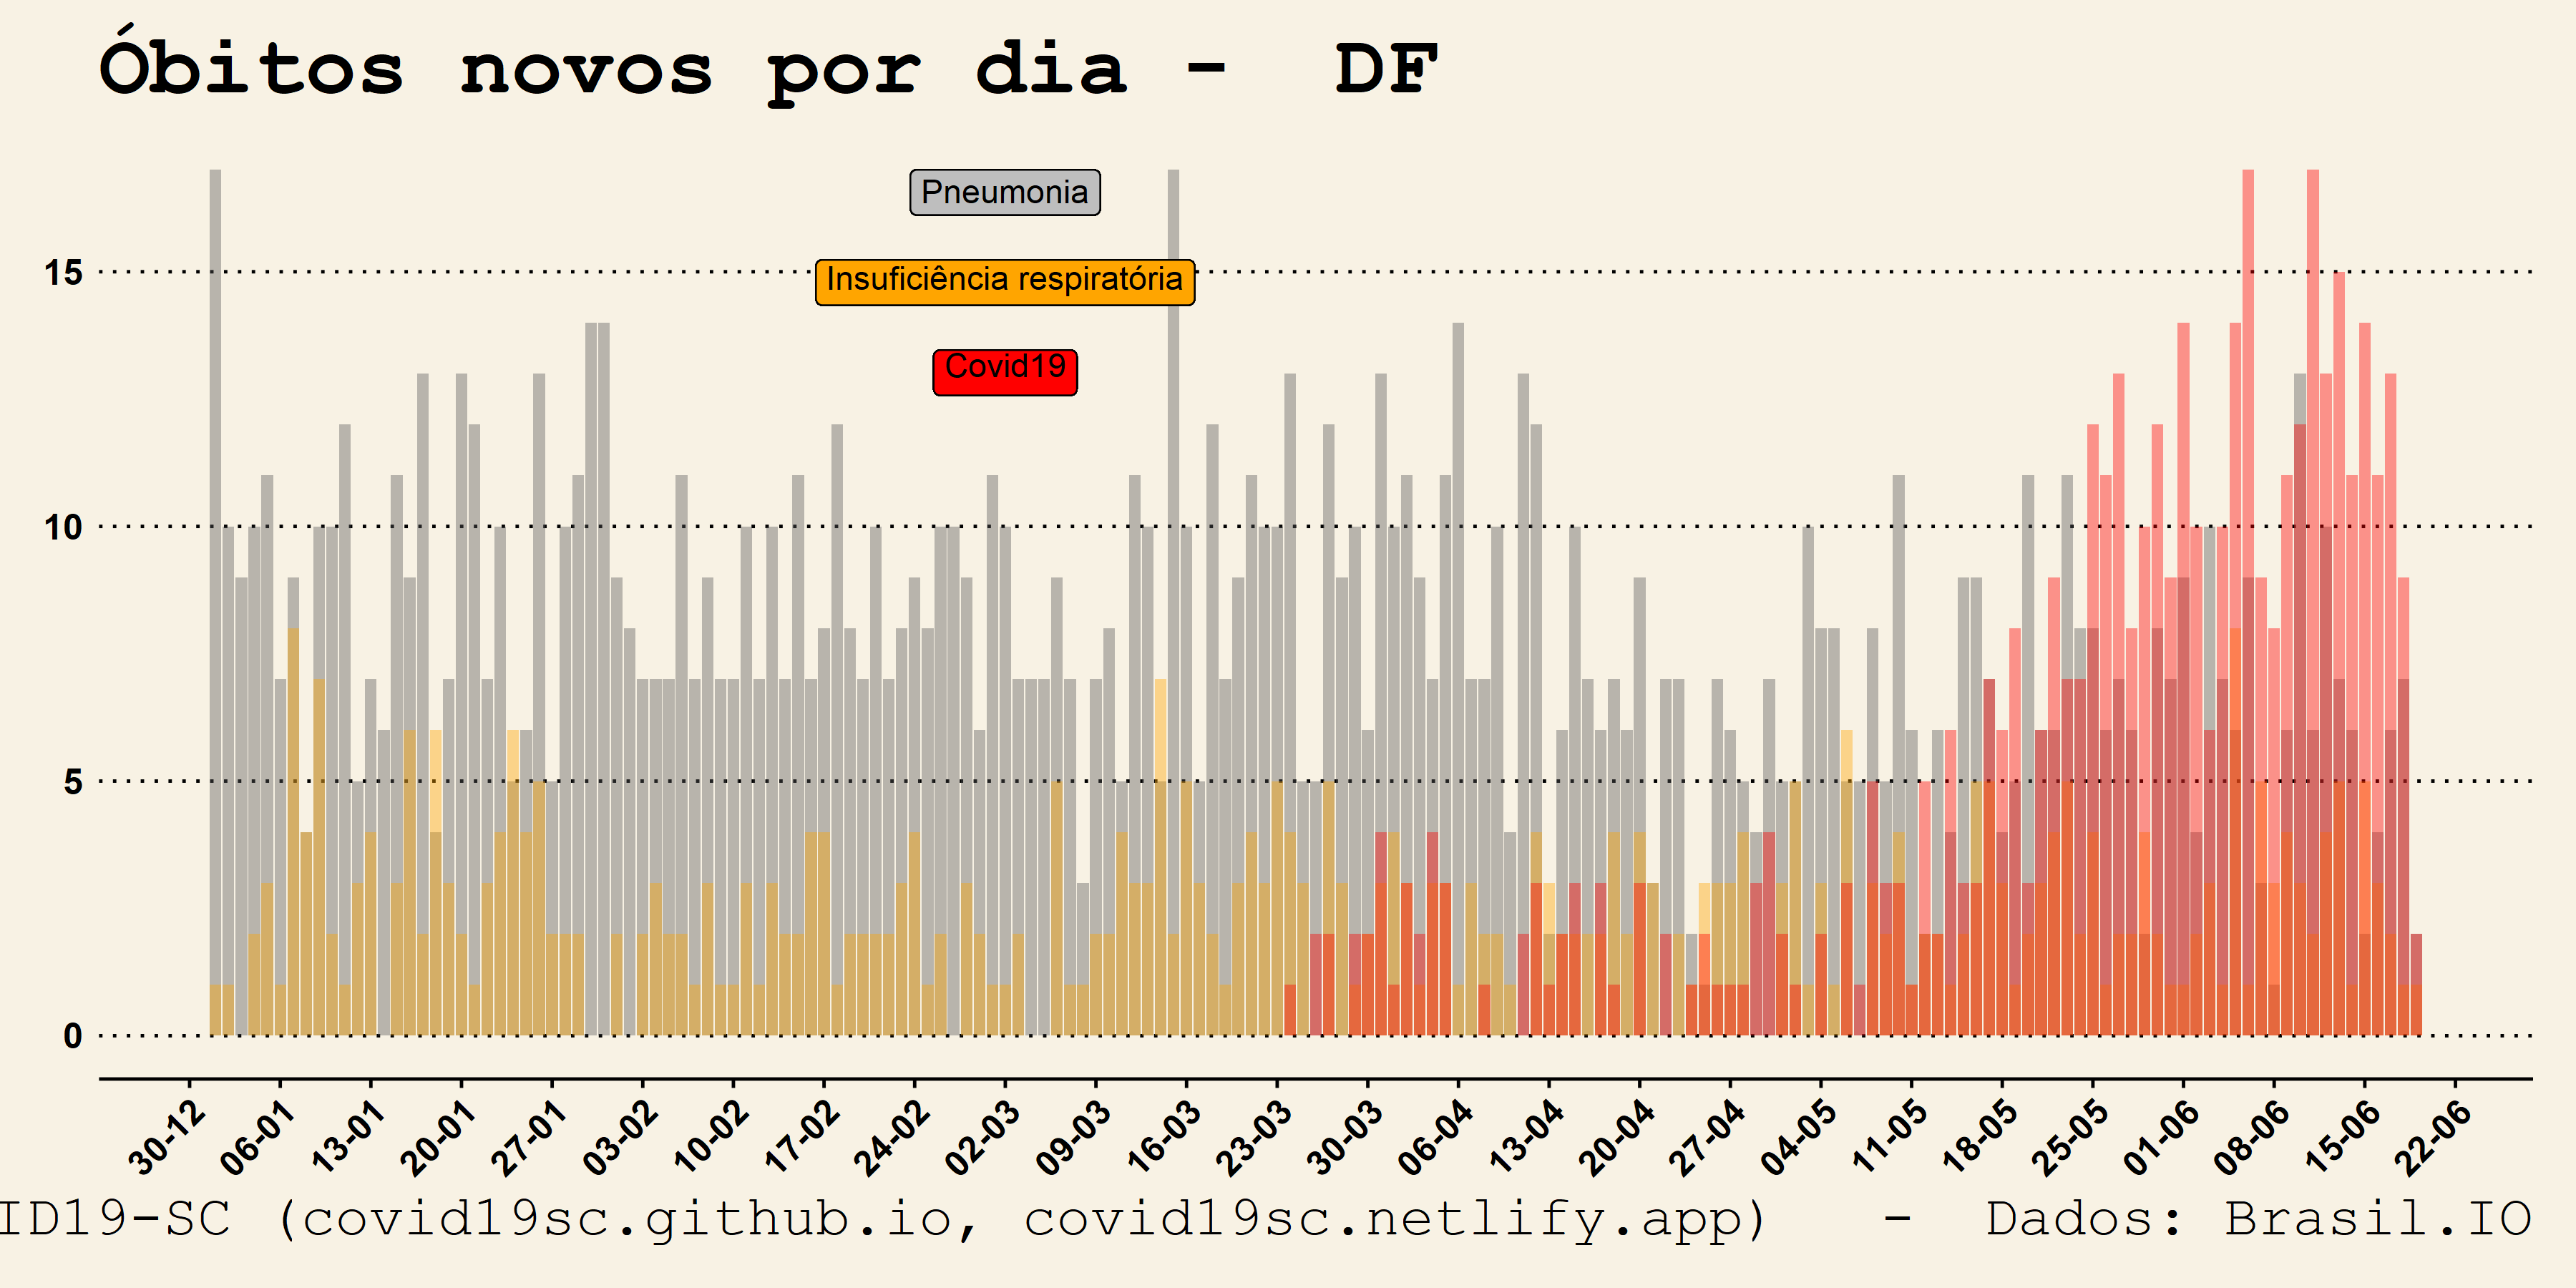 Óbitos novos por dia - DF
Pneumonia
Insuficiência respiratória
Covid19
15
10
5
0
30-12 06-01 13-01 20-01 27-01 03-02 10-02 17-02 24-02 02-03 09-03 16-03 23-03 30-03 06-04 13-04 20-04 27-04 04-05 11-05 18-05 25-05 01-06 08-06 15-06 22-06
ID19-SC (covid19sc.github.io, covid19sc.netlify.app) - Dados: Brasil.IO